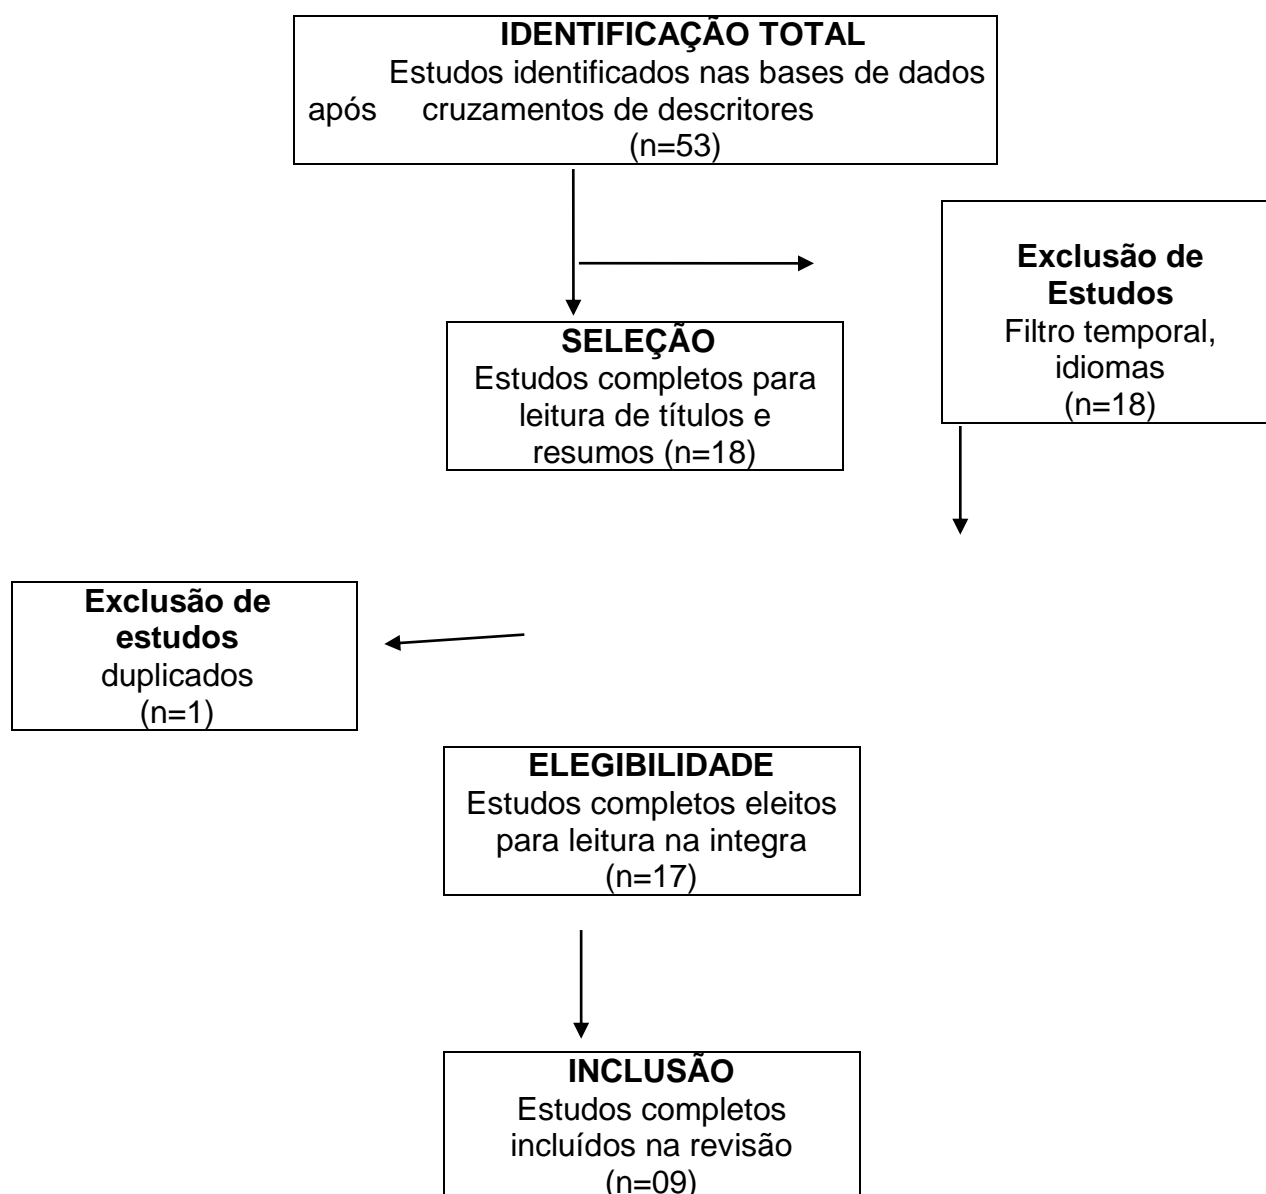 IDENTIFICAÇÃO TOTAL
Estudos identificados nas bases de dados
após cruzamentos de descritores
(n=53)
Exclusão de
Estudos
Filtro temporal,
idiomas
(n=18)
SELEÇÃO
Estudos completos para
leitura de títulos e
resumos (n=18)
Exclusão de
estudos
duplicados
(n=1)
ELEGIBILIDADE
Estudos completos eleitos
para leitura na integra
(n=17)
INCLUSÃO
Estudos completos
incluídos na revisão
(n=09)